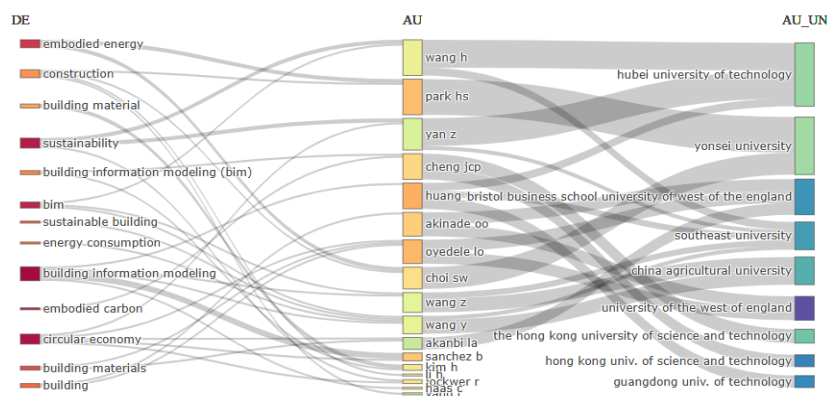 DE
AU
AU_UN
embodied energy
construction
building material
sustainability
building information modeling (bim)
bim
sustainable building
energy consumption
building information modeling
embodied carbon
circular economy
building materials
building
wang h
park hs
yan z
cheng jcp
huang
akinade oo
oyedele lo
choi sw
wang z
wang y
akanbi la
sanchez b
kim h
li h
haas c
hubei university of technology
yonsei university
bristol business school university of west of the england
southeast university
china agricultural university
university of the west of england
the hong kong university of science and technology
hong kong univ. of science and technology
guangdong univ. of technology